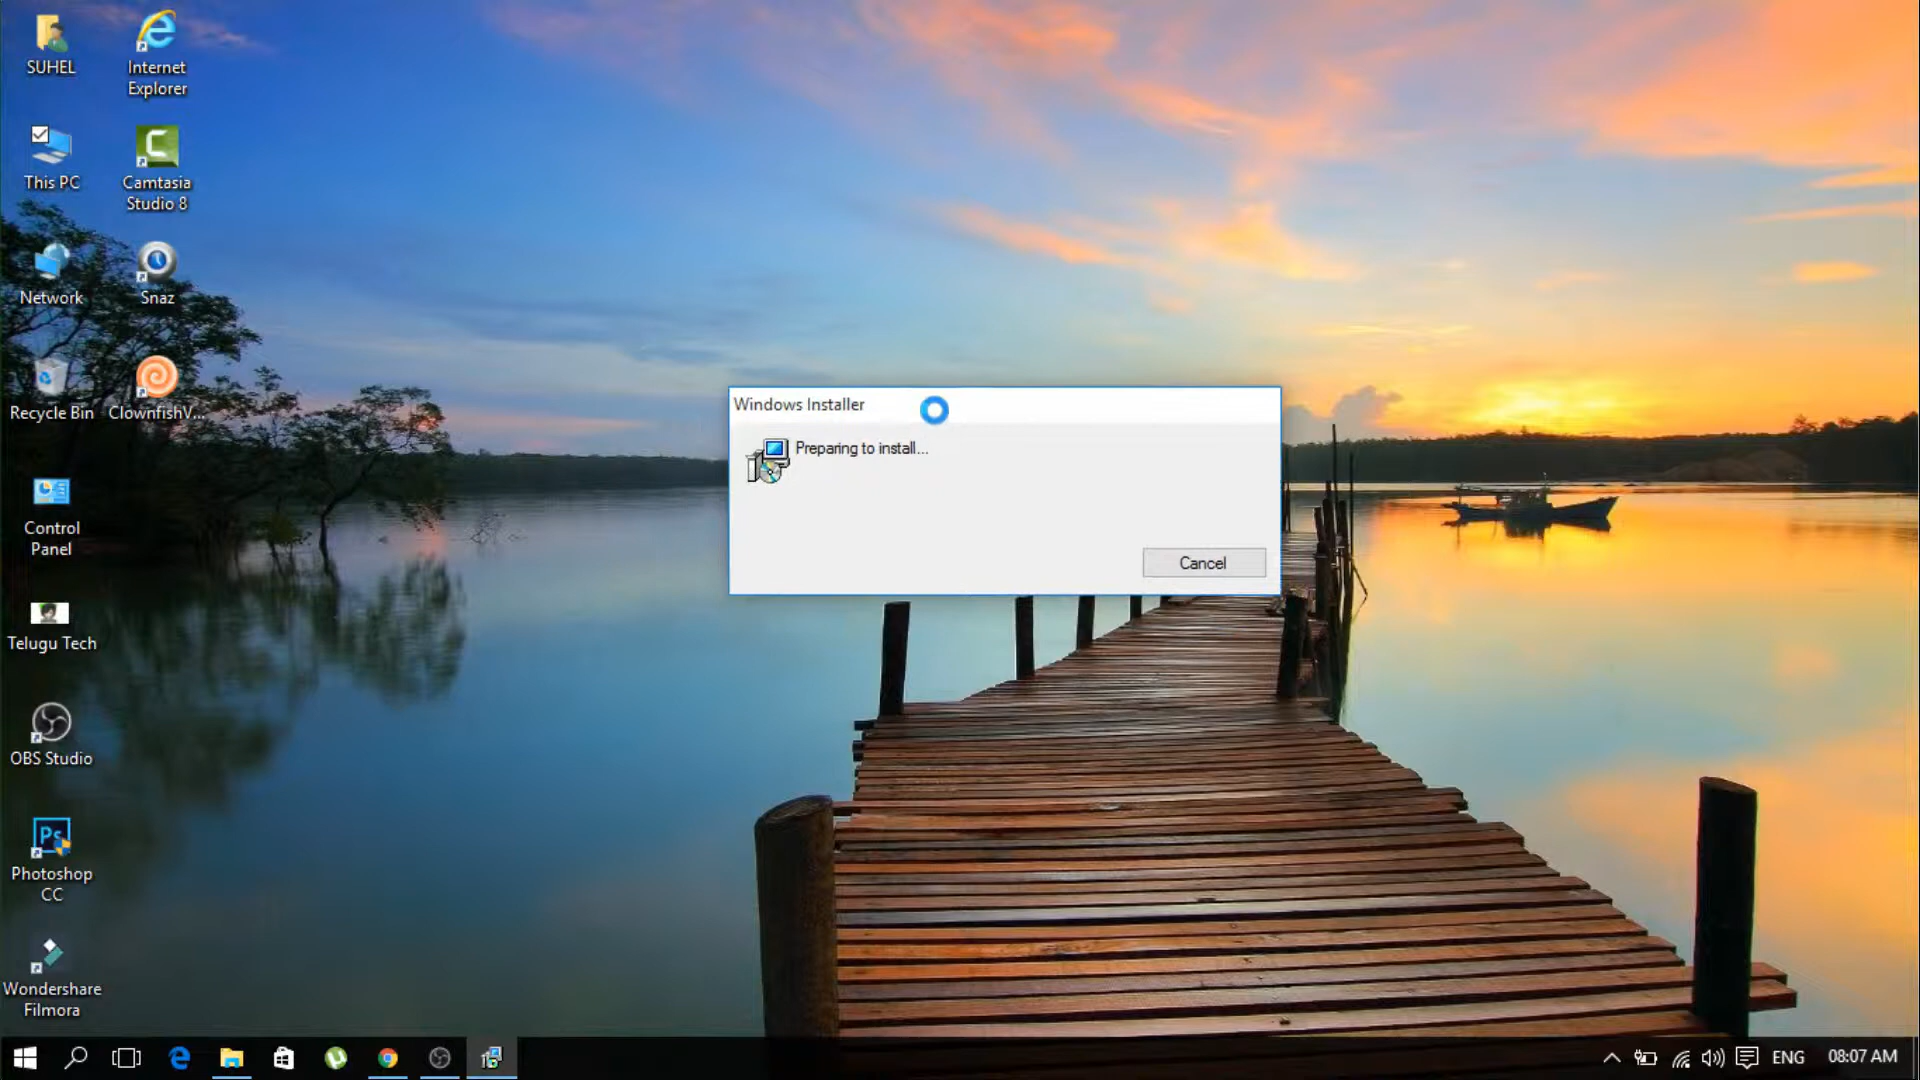 SUHEL
Internet
Explorer
This PC
Camtasia
Studio 8
Network
Snaz
Recycle Bin
ClownfishV...
Control
Panel
Telugu Tech
OBS Studio
Ps
Photoshop
CC
Wondershare
Filmora
Windows Installer
Preparing to install...
Cancel
ENG
08:07 AM